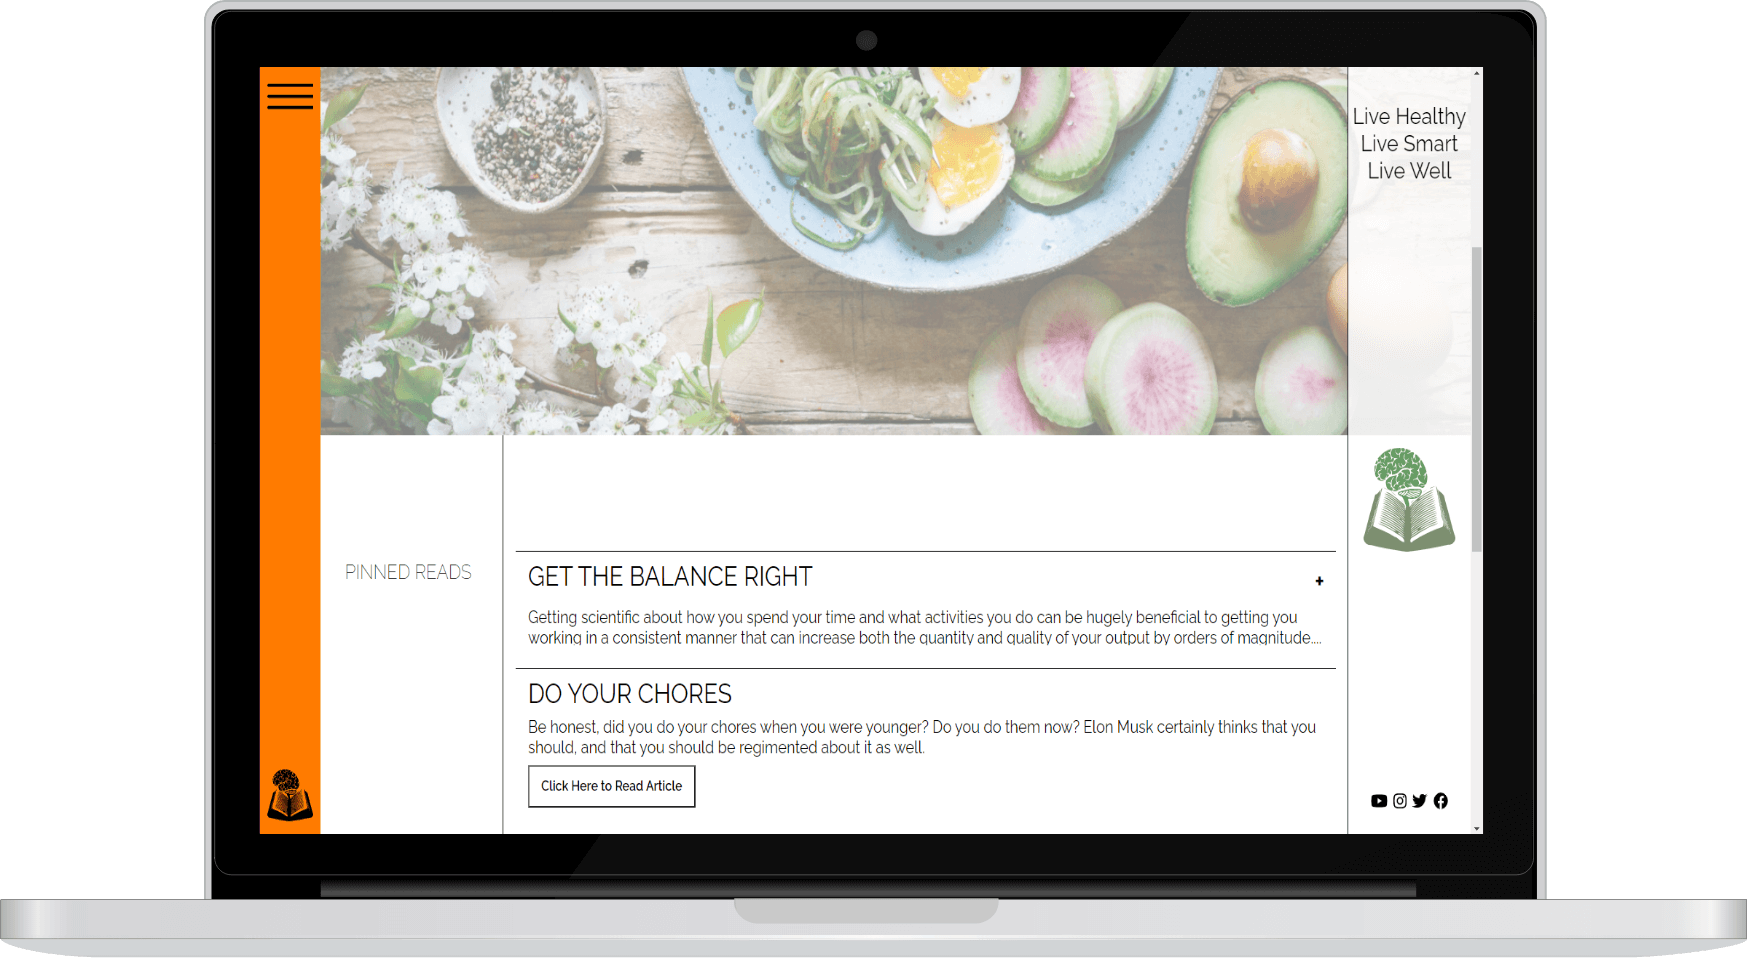 Live Healthy
Live Smart
Live Well
PINNED READS
GET THE BALANCE RIGHT
+
Getting scientific about how you spend your time and what activities you do can be hugely beneficial to getting you
working in a consistent manner that can increase both the quantity and quality of your output by orders of magnitude....
DO YOUR CHORES
Be honest, did you do your chores when you were younger? Do you do them now? Elon Musk certainly thinks that you
should, and that you should be regimented about it as well.
Click Here to Read Article